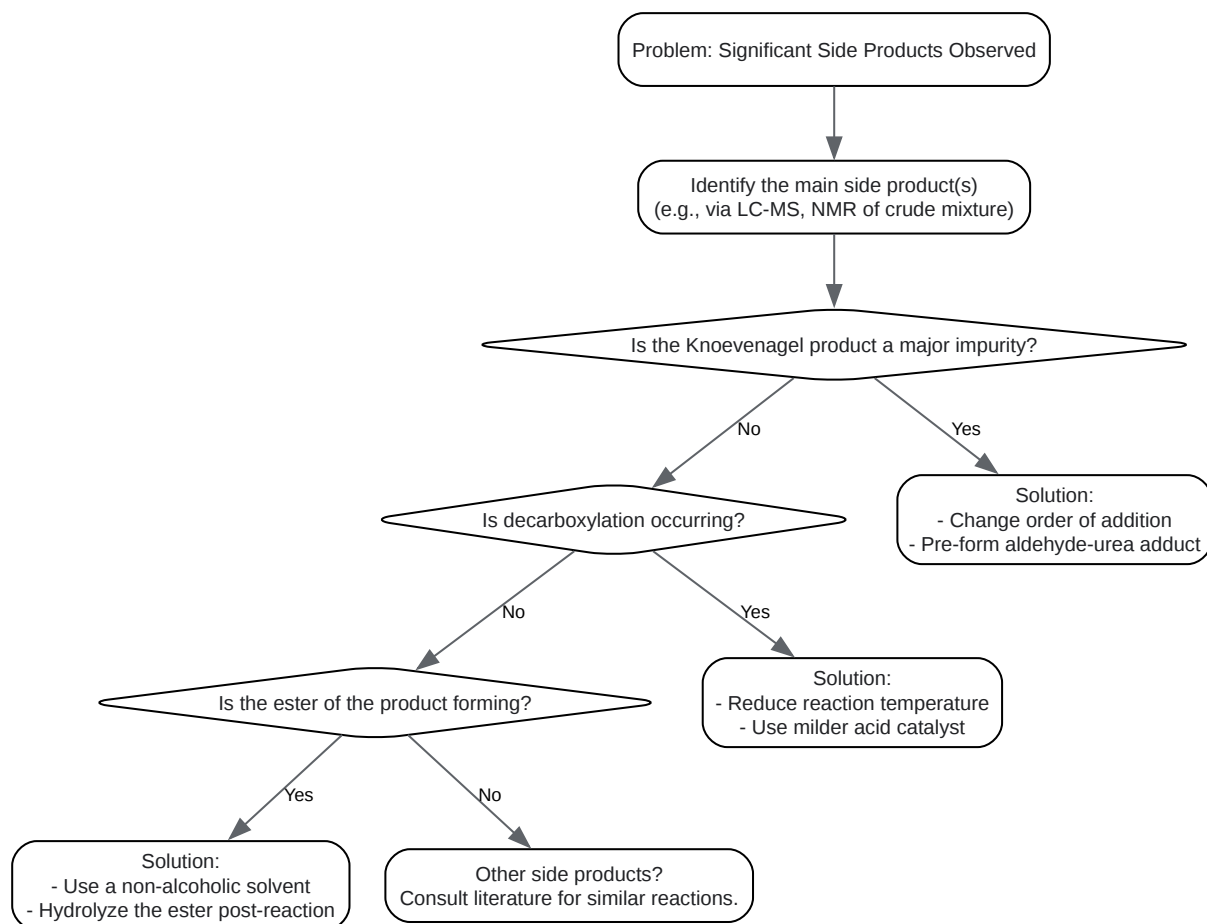 Problem: Significant Side Products Observed
Identify the main side product(s)
(e.g., via LC-MS, NMR of crude mixture)
Is the Knoevenagel product a major impurity?
No
Yes
Is decarboxylation occurring?
Solution:
- Change order of addition
- Pre-form aldehyde-urea adduct
No
Yes
Is the ester of the product forming?
Solution:
- Reduce reaction temperature
- Use milder acid catalyst
Yes
No
Solution:
- Use a non-alcoholic solvent
- Hydrolyze the ester post-reaction
Other side products?
Consult literature for similar reactions.